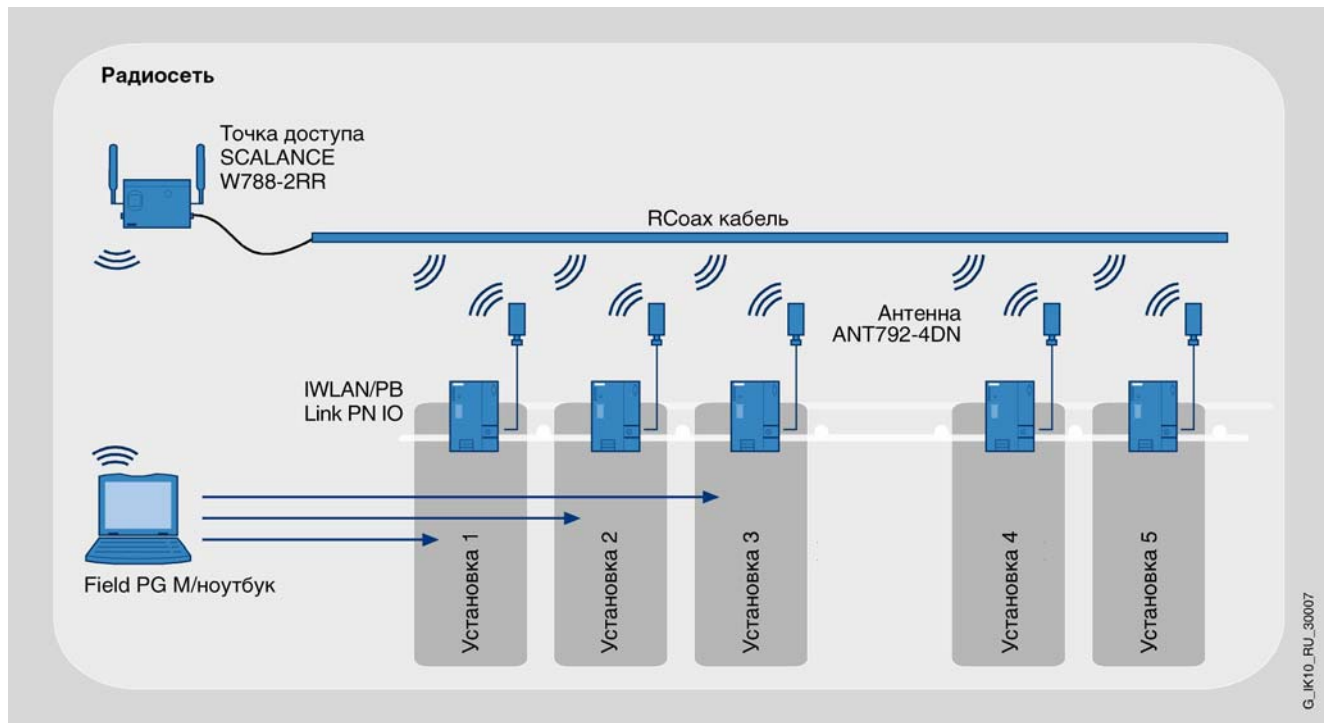 Радиосеть
Точка доступа
SCALANCE
W788-2RR
RCoax кабель
Антенна
ANT792-4DN
IWLAN/PB
Link PN IO
Field PG M/ноутбук
Установка 1
Установка 2
Установка 3
Установка 4
Установка 5
G_IK10_RU_30007